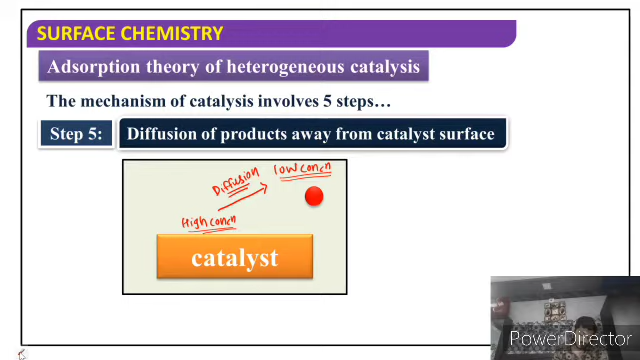 SURFACE CHEMISTRY
Adsorption theory of heterogeneous catalysis
The mechanism of catalysis involves 5 steps...
Step 5: Diffusion of products away from catalyst surface
low concn
Diffusion
High concn
catalyst
PowerDirector